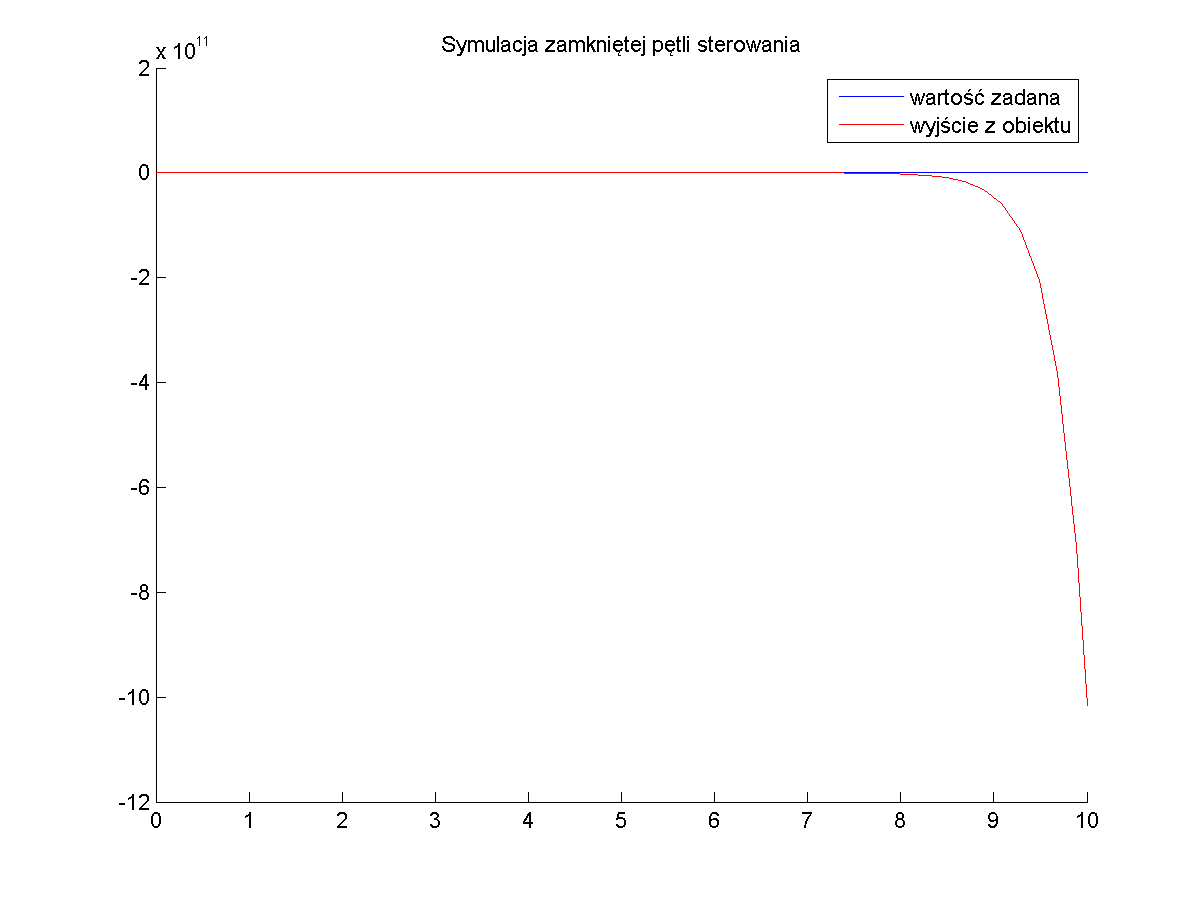 Symulacja zamkniętej pętli sterowania
x 10^11
wartość zadana
wyjście z obiektu
2
0
-2
-4
-6
-8
-10
-12
0 1 2 3 4 5 6 7 8 9 10